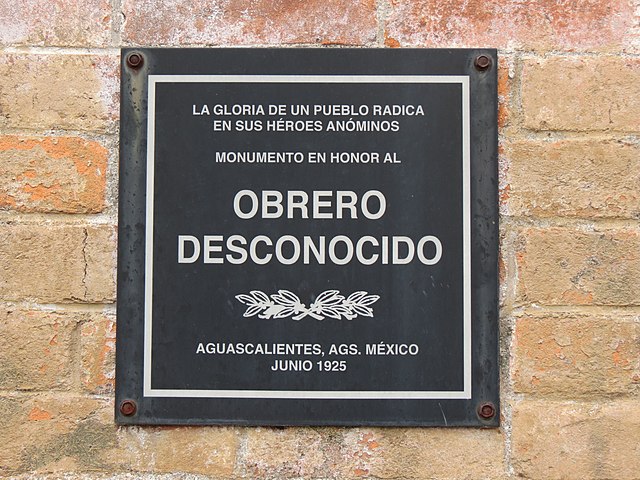 LA GLORIA DE UN PUEBLO RADICA
EN SUS HÉROES ANÓMINOS
MONUMENTO EN HONOR AL
OBRERO
DESCONOCIDO
AGUASCALIENTES, AGS. MÉXICO
JUNIO 1925